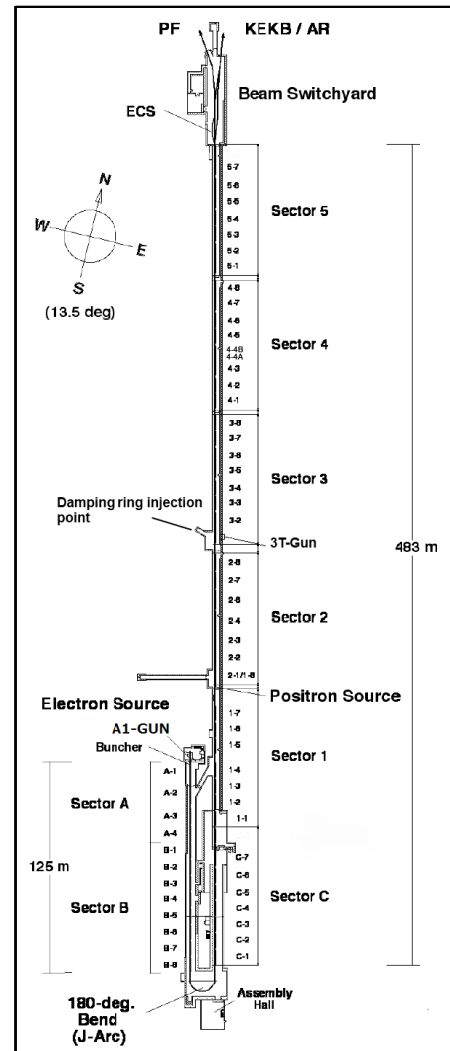 PF
KEKB / AR
Beam Switchyard
ECS
N
W
E
S
(13.5 deg)
5-7
5-6
5-5
5-4
5-3
5-2
5-1
Sector 5
4-8
4-7
4-6
4-5
4-4B
4-4A
4-3
4-2
4-1
Sector 4
3-8
3-7
3-6
3-5
3-4
3-3
3-2
Sector 3
Damping ring injection
point
3T-Gun
483 m
2-8
2-7
2-6
2-4
2-3
2-2
2-1/1-8
Sector 2
Positron Source
Electron Source
A1-GUN
Buncher
1-7
1-6
1-5
1-4
1-3
1-2
1-1
Sector 1
A-1
A-2
A-3
A-4
Sector A
125 m
B-1
B-2
B-3
B-4
B-5
B-6
B-7
B-8
Sector B
C-7
C-6
C-5
C-4
C-3
C-2
C-1
Sector C
180-deg.
Bend
(J-Arc)
Assembly
Hall